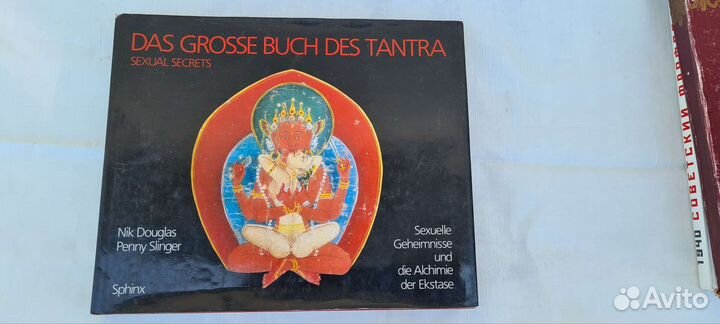 DAS GROSSE BUCH DES TANTRA
SEXUAL SECRETS
Nik Douglas
Penny Slinger
Sexuelle
Geheimnisse
und
die Alchimie
der Ekstase
Sphinx
1940 СОВЕТСКИЙ
Avito